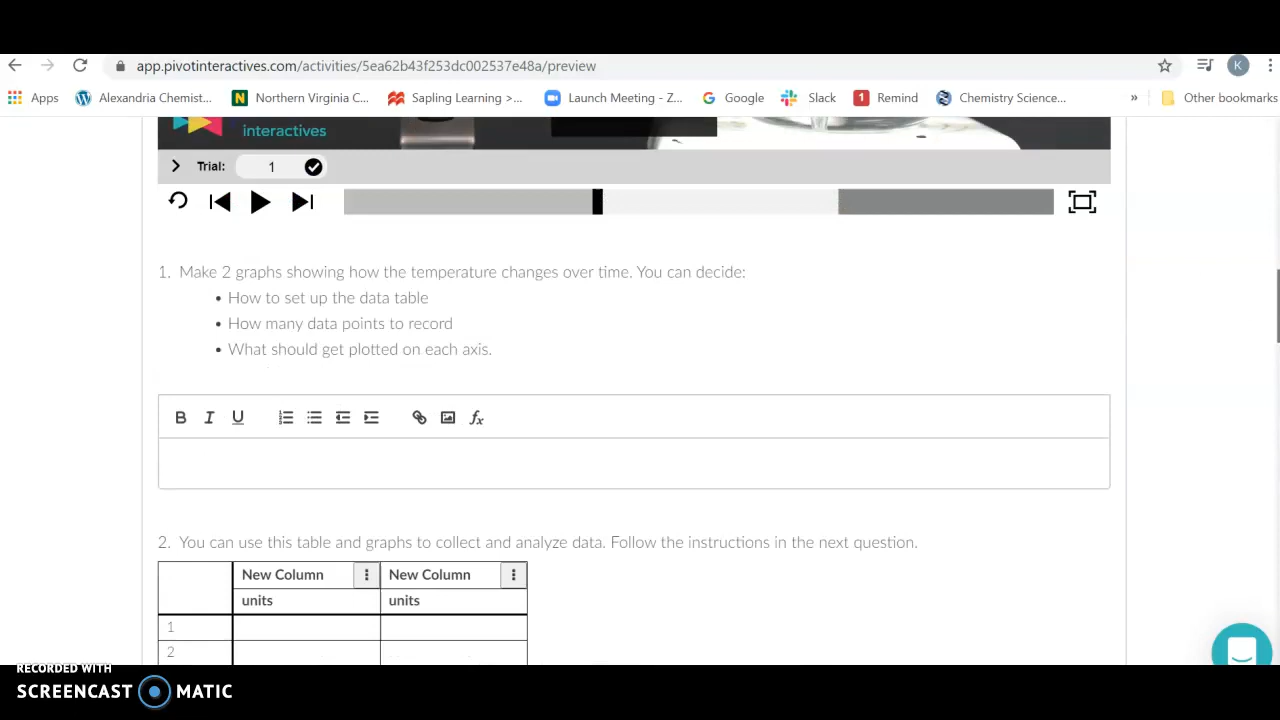 app.pivotinteractives.com/activities/5ea62b43f253dc002537e48a/preview
K
Apps
Alexandria Chemist...
N
Northern Virginia C...
Sapling Learning >...
Launch Meeting - Z...
G
Google
Slack
1
Remind
Chemistry Science...
»
Other bookmarks
interactives
Trial:
1
1. Make 2 graphs showing how the temperature changes over time. You can decide:
• How to set up the data table
• How many data points to record
• What should get plotted on each axis.
B I U fx
2. You can use this table and graphs to collect and analyze data. Follow the instructions in the next question.
New Column New Column
units units
1
2
RECORDED WITH
SCREENCAST MATIC